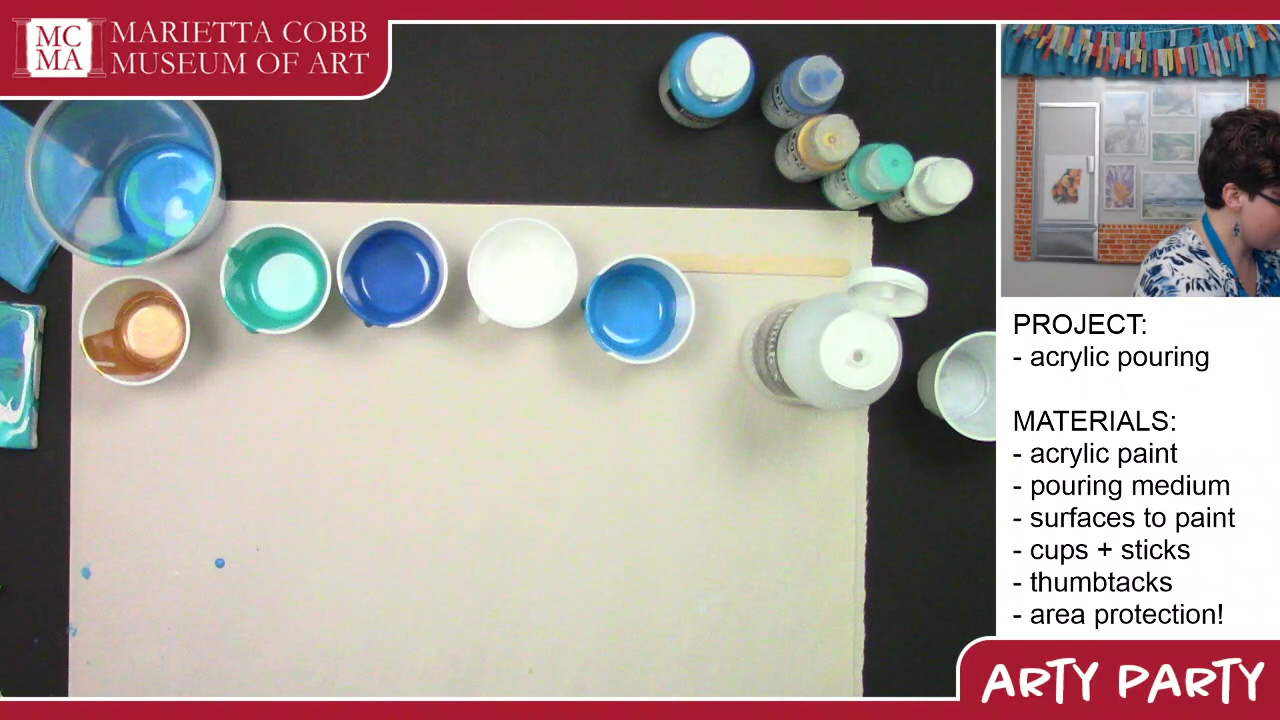 MC
MA
MARIETTA COBB
MUSEUM OF ART
PROJECT:
- acrylic pouring
MATERIALS:
- acrylic paint
- pouring medium
- surfaces to paint
- cups + sticks
- thumbtacks
- area protection!
ARTY PARTY